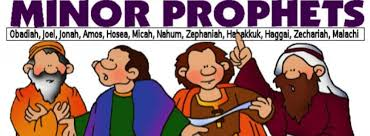 MINOR PROPHETS
Obadiah, Joel, Jonah, Amos, Hosea, Micah, Nahum, Zephaniah, Habakkuk, Haggai, Zechariah, Malachi